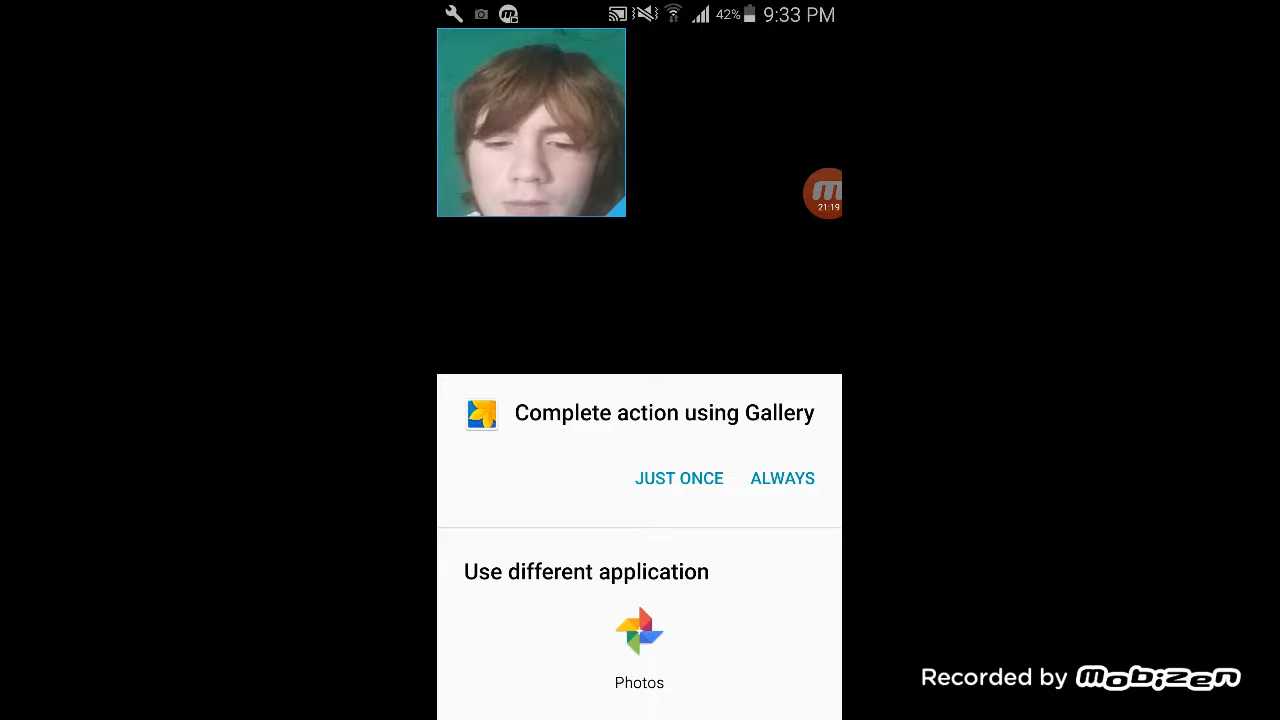 42% 9:33 PM
21:19
Complete action using Gallery
JUST ONCE ALWAYS
Use different application
Photos
Recorded by mobizen